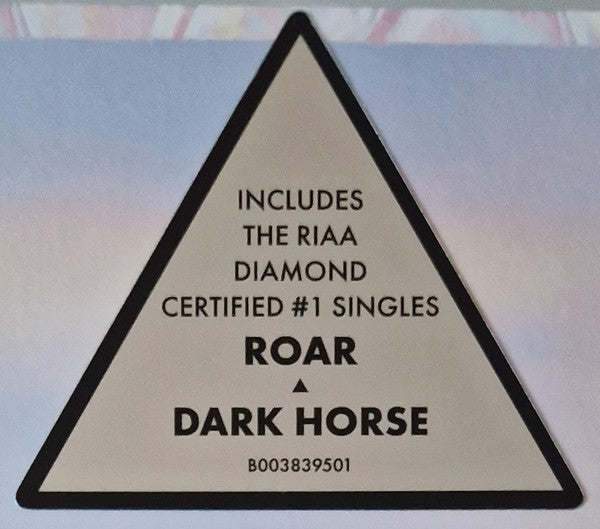 INCLUDES
THE RIAA
DIAMOND
CERTIFIED #1 SINGLES
ROAR
▲
DARK HORSE
B003839501